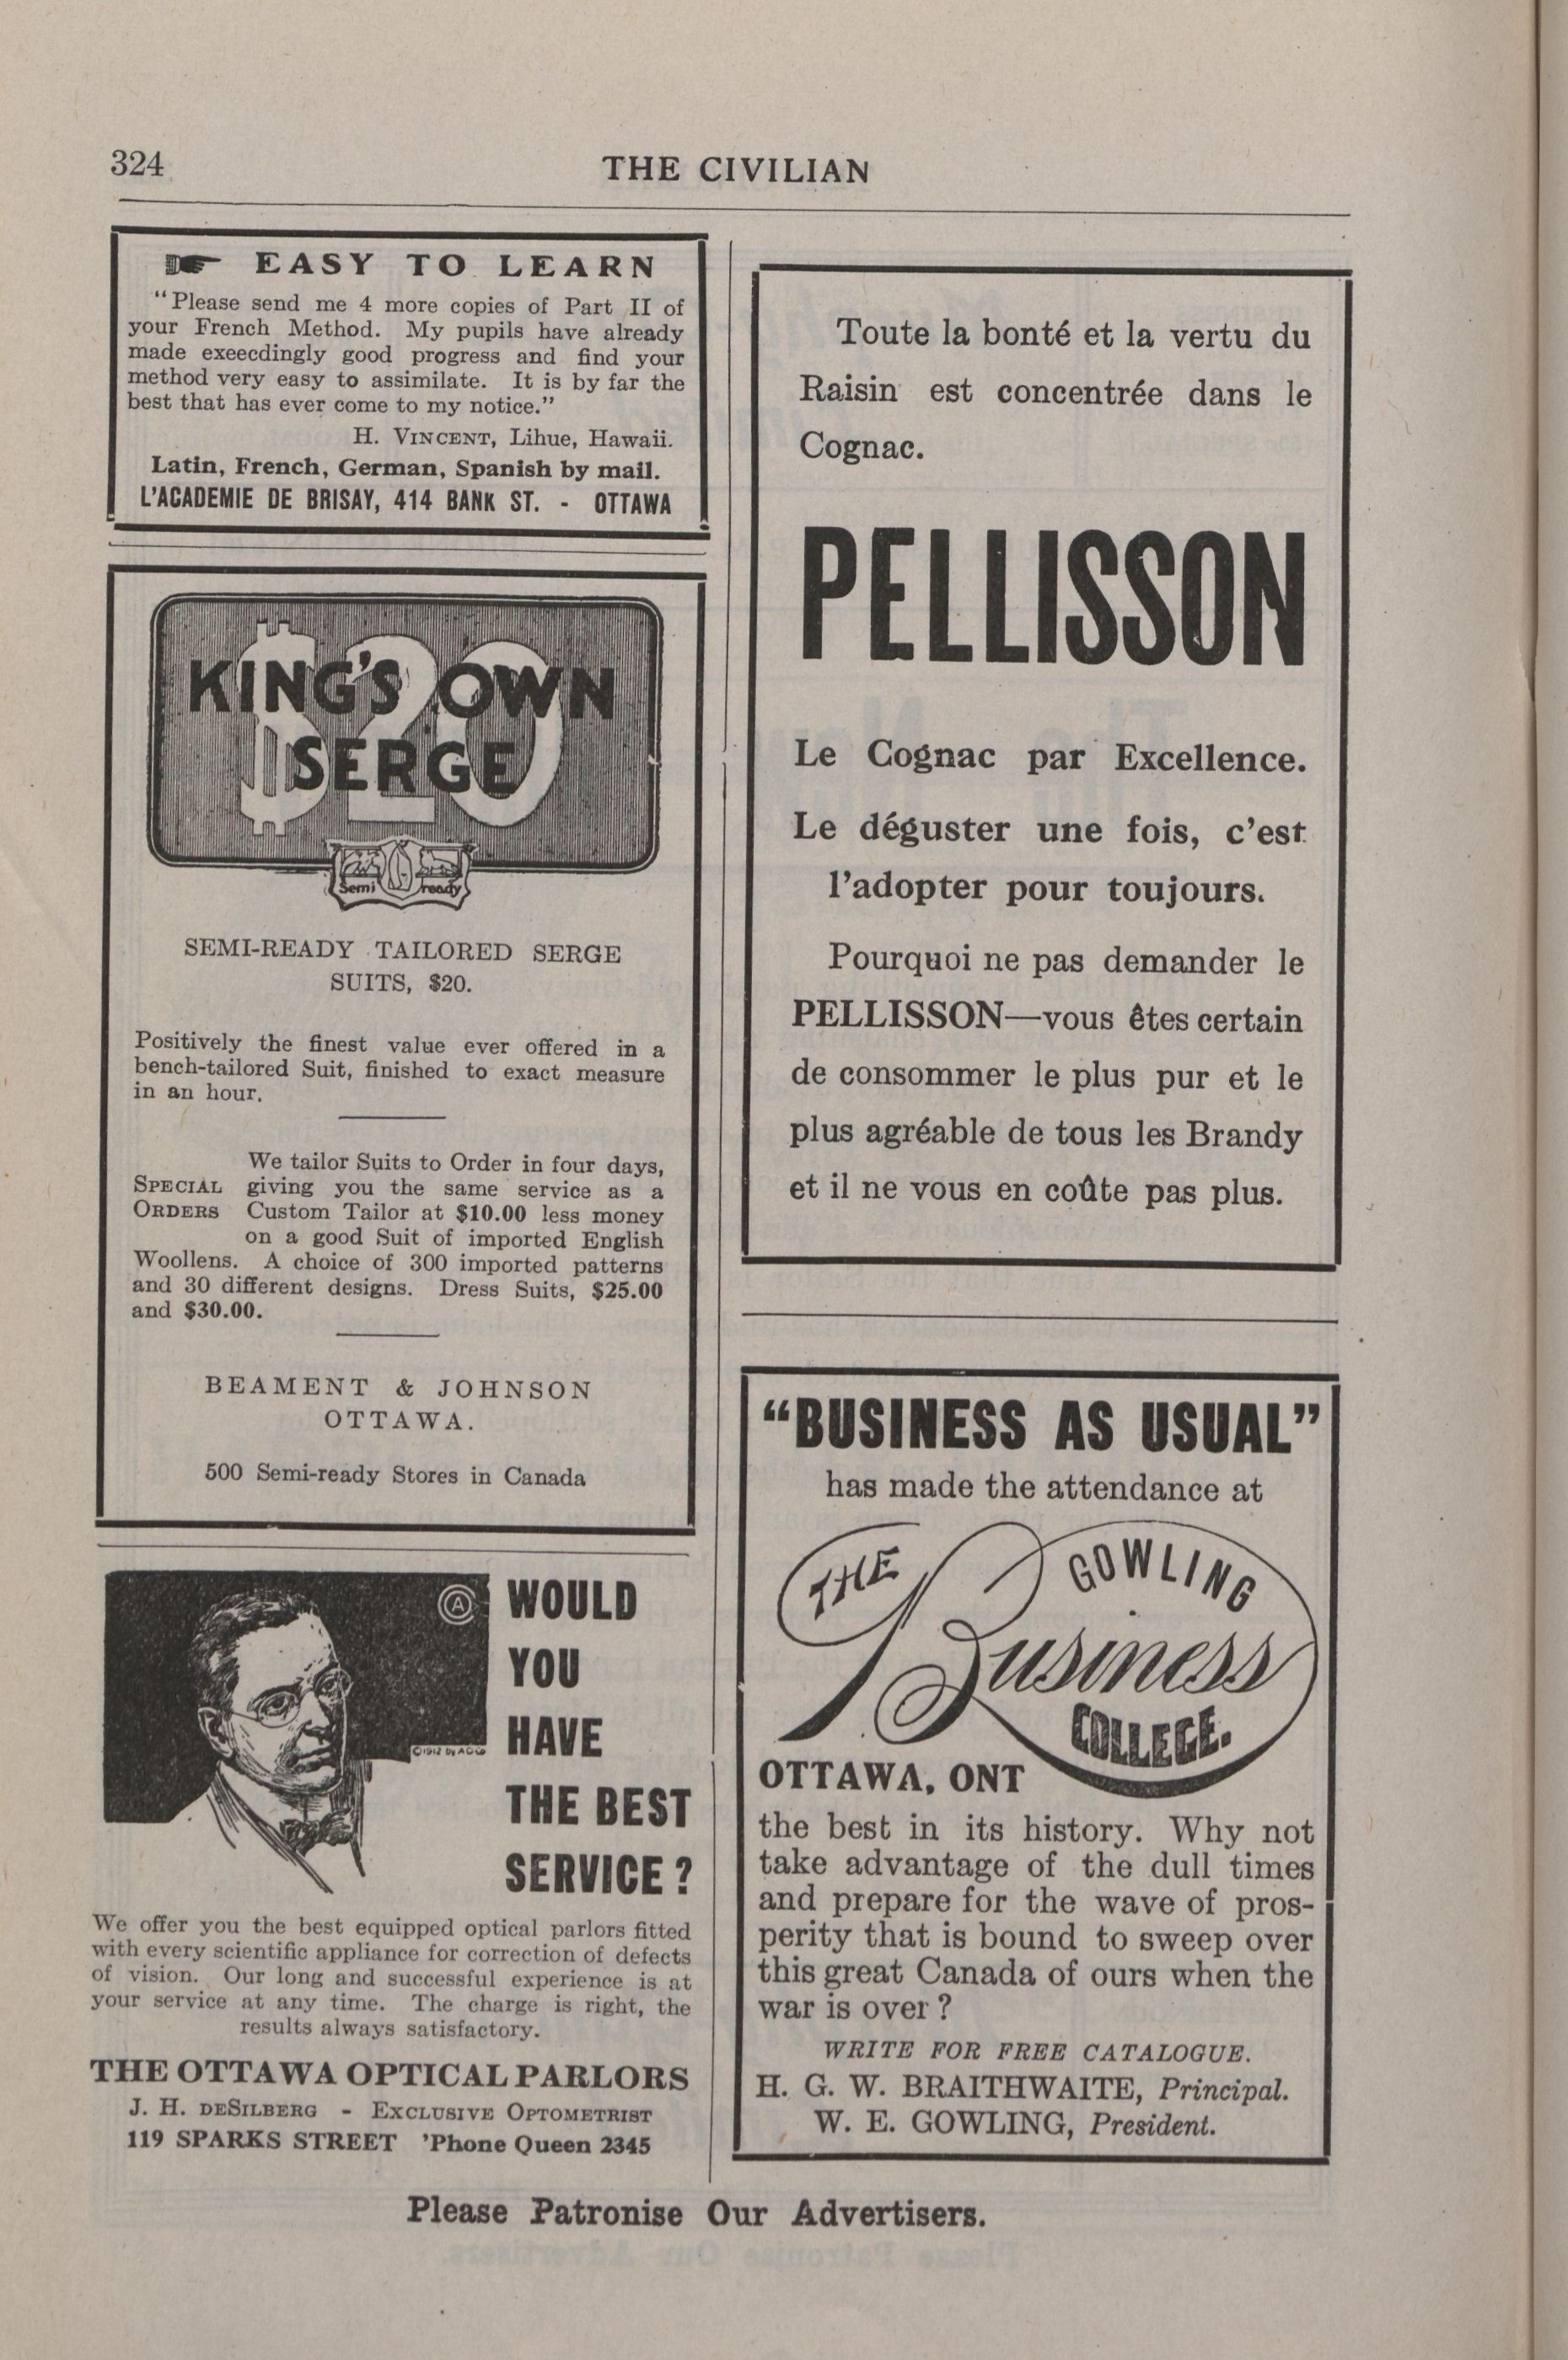 324
THE CIVILIAN
EASY TO LEARN
"Please send me 4 more copies of Part II of
your French Method. My pupils have already
made exeecdingly good progress and find your
method very easy to assimilate. It is by far the
best that has ever come to my notice."
H. VINCENT, Lihue, Hawaii.
Latin, French, German, Spanish by mail.
L'ACADEMIE DE BRISAY, 414 BANK ST. - OTTAWA
$20
KING'S OWN
SERGE
Semi ready
SEMI-READY TAILORED SERGE
SUITS, $20.
Positively the finest value ever offered in a
bench-tailored Suit, finished to exact measure
in an hour.
We tailor Suits to Order in four days,
SPECIAL giving you the same service as a
ORDERS Custom Tailor at $10.00 less money
on a good Suit of imported English
Woollens. A choice of 300 imported patterns
and 30 different designs. Dress Suits, $25.00
and $30.00.
BEAMENT & JOHNSON
OTTAWA.
500 Semi-ready Stores in Canada
A
©1912 by AOCo
WOULD
YOU
HAVE
THE BEST
SERVICE?
We offer you the best equipped optical parlors fitted
with every scientific appliance for correction of defects
of vision. Our long and successful experience is at
your service at any time. The charge is right, the
results always satisfactory.
THE OTTAWA OPTICAL PARLORS
J. H. DESILBERG - EXCLUSIVE OPTOMETRIST
119 SPARKS STREET 'Phone Queen 2345
Toute la bonté et la vertu du
Raisin est concentrée dans le
Cognac.
PELLISSON
Le Cognac par Excellence.
Le déguster une fois, c'est
l'adopter pour toujours.
Pourquoi ne pas demander le
PELLISSON—vous êtes certain
de consommer le plus pur et le
plus agréable de tous les Brandy
et il ne vous en coûte pas plus.
"BUSINESS AS USUAL"
has made the attendance at
THE GOWLING
Business
COLLEGE.
OTTAWA, ONT
the best in its history. Why not
take advantage of the dull times
and prepare for the wave of pros-
perity that is bound to sweep over
this great Canada of ours when the
war is over?
WRITE FOR FREE CATALOGUE.
H. G. W. BRAITHWAITE, Principal.
W. E. GOWLING, President.
Please Patronise Our Advertisers.